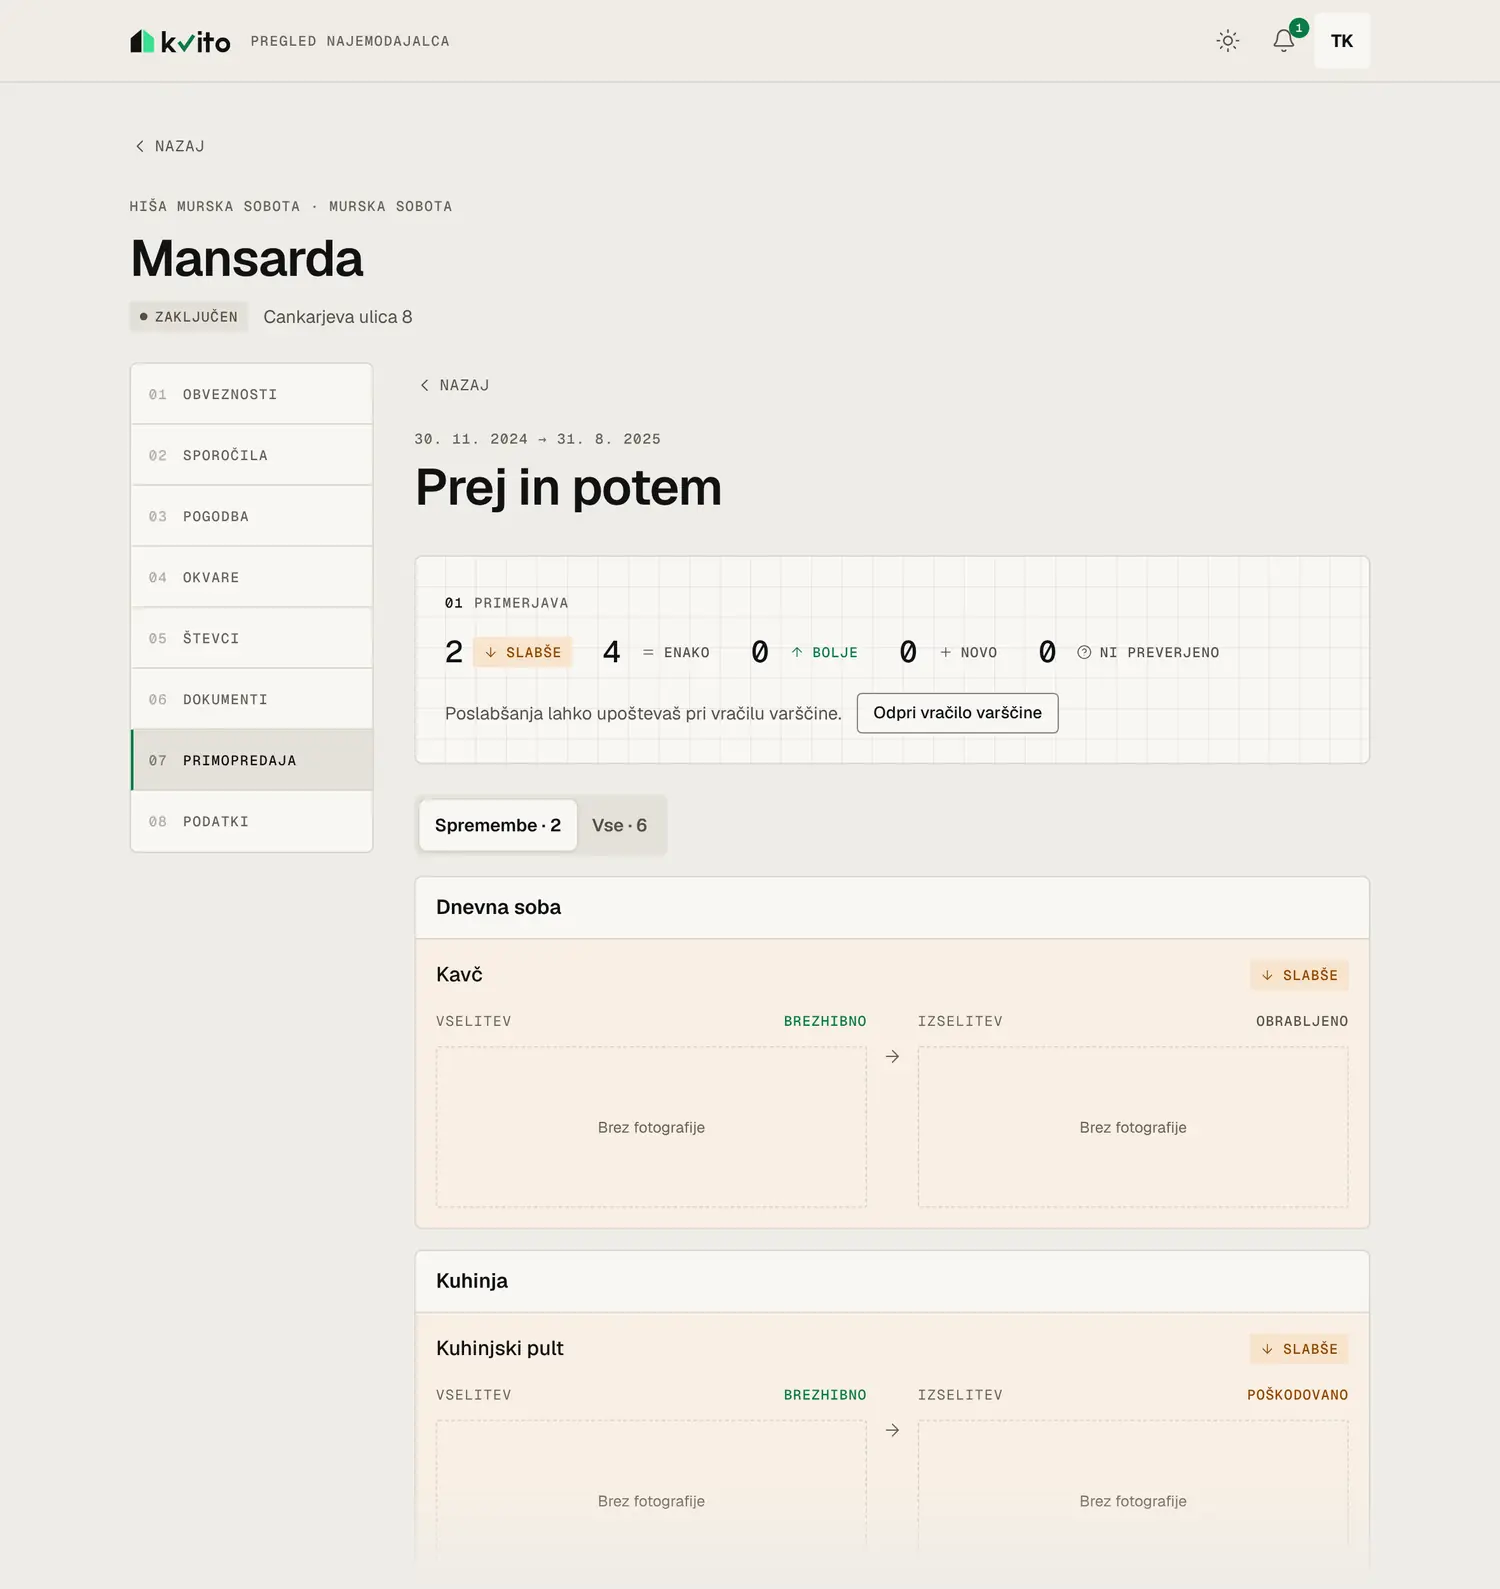 kvito PREGLED NAJEMODAJALCA 1 TK
NAZAJ
HIŠA MURSKA SOBOTA · MURSKA SOBOTA
Mansarda
ZAKLJUČEN Cankarjeva ulica 8
01 OBVEZNOSTI
02 SPOROČILA
03 POGODBA
04 OKVARE
05 ŠTEVCI
06 DOKUMENTI
07 PRIMOPREDAJA
08 PODATKI
NAZAJ
30. 11. 2024 → 31. 8. 2025
Prej in potem
01 PRIMERJAVA
2 ↓ SLABŠE 4 = ENAKO 0 ↑ BOLJE 0 + NOVO 0 NI PREVERJENO
Poslabšanja lahko upoštevaš pri vračilu varščine. Odpri vračilo varščine
Spremembe · 2 Vse · 6
Dnevna soba
Kavč ↓ SLABŠE
VSELITEV BREZHIBNO IZSELITEV OBRABLJENO
→
Brez fotografije Brez fotografije
Kuhinja
Kuhinjski pult ↓ SLABŠE
VSELITEV BREZHIBNO IZSELITEV POŠKODOVANO
→
Brez fotografije Brez fotografije